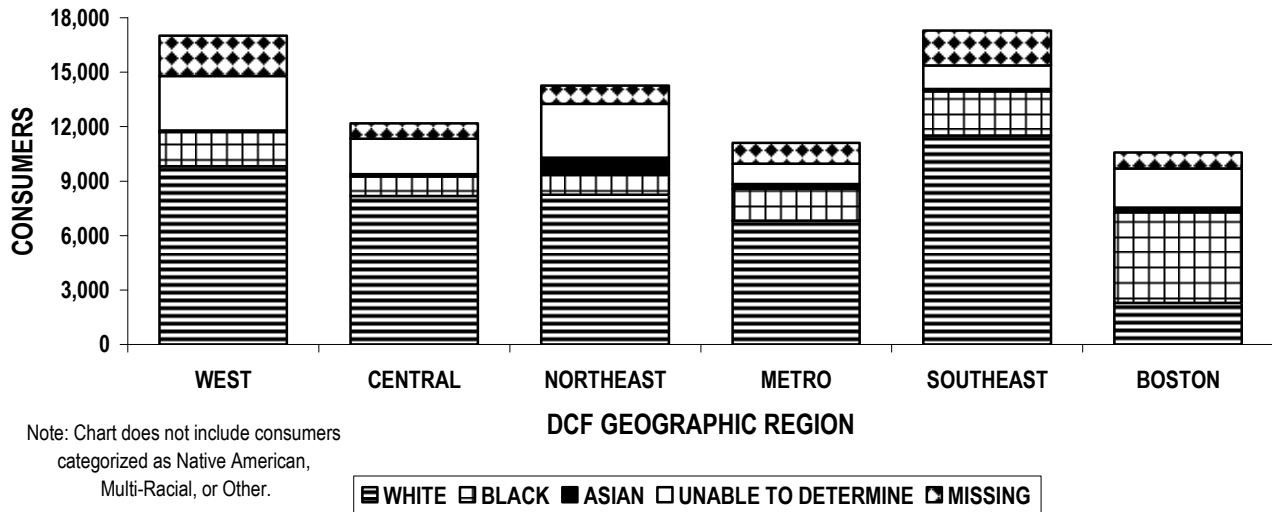 18,000
15,000
12,000
9,000
6,000
3,000
0
CONSUMERS
WEST CENTRAL NORTHEAST METRO SOUTHEAST BOSTON
DCF GEOGRAPHIC REGION
Note: Chart does not include consumers
categorized as Native American,
Multi-Racial, or Other.
WHITE BLACK ASIAN UNABLE TO DETERMINE MISSING